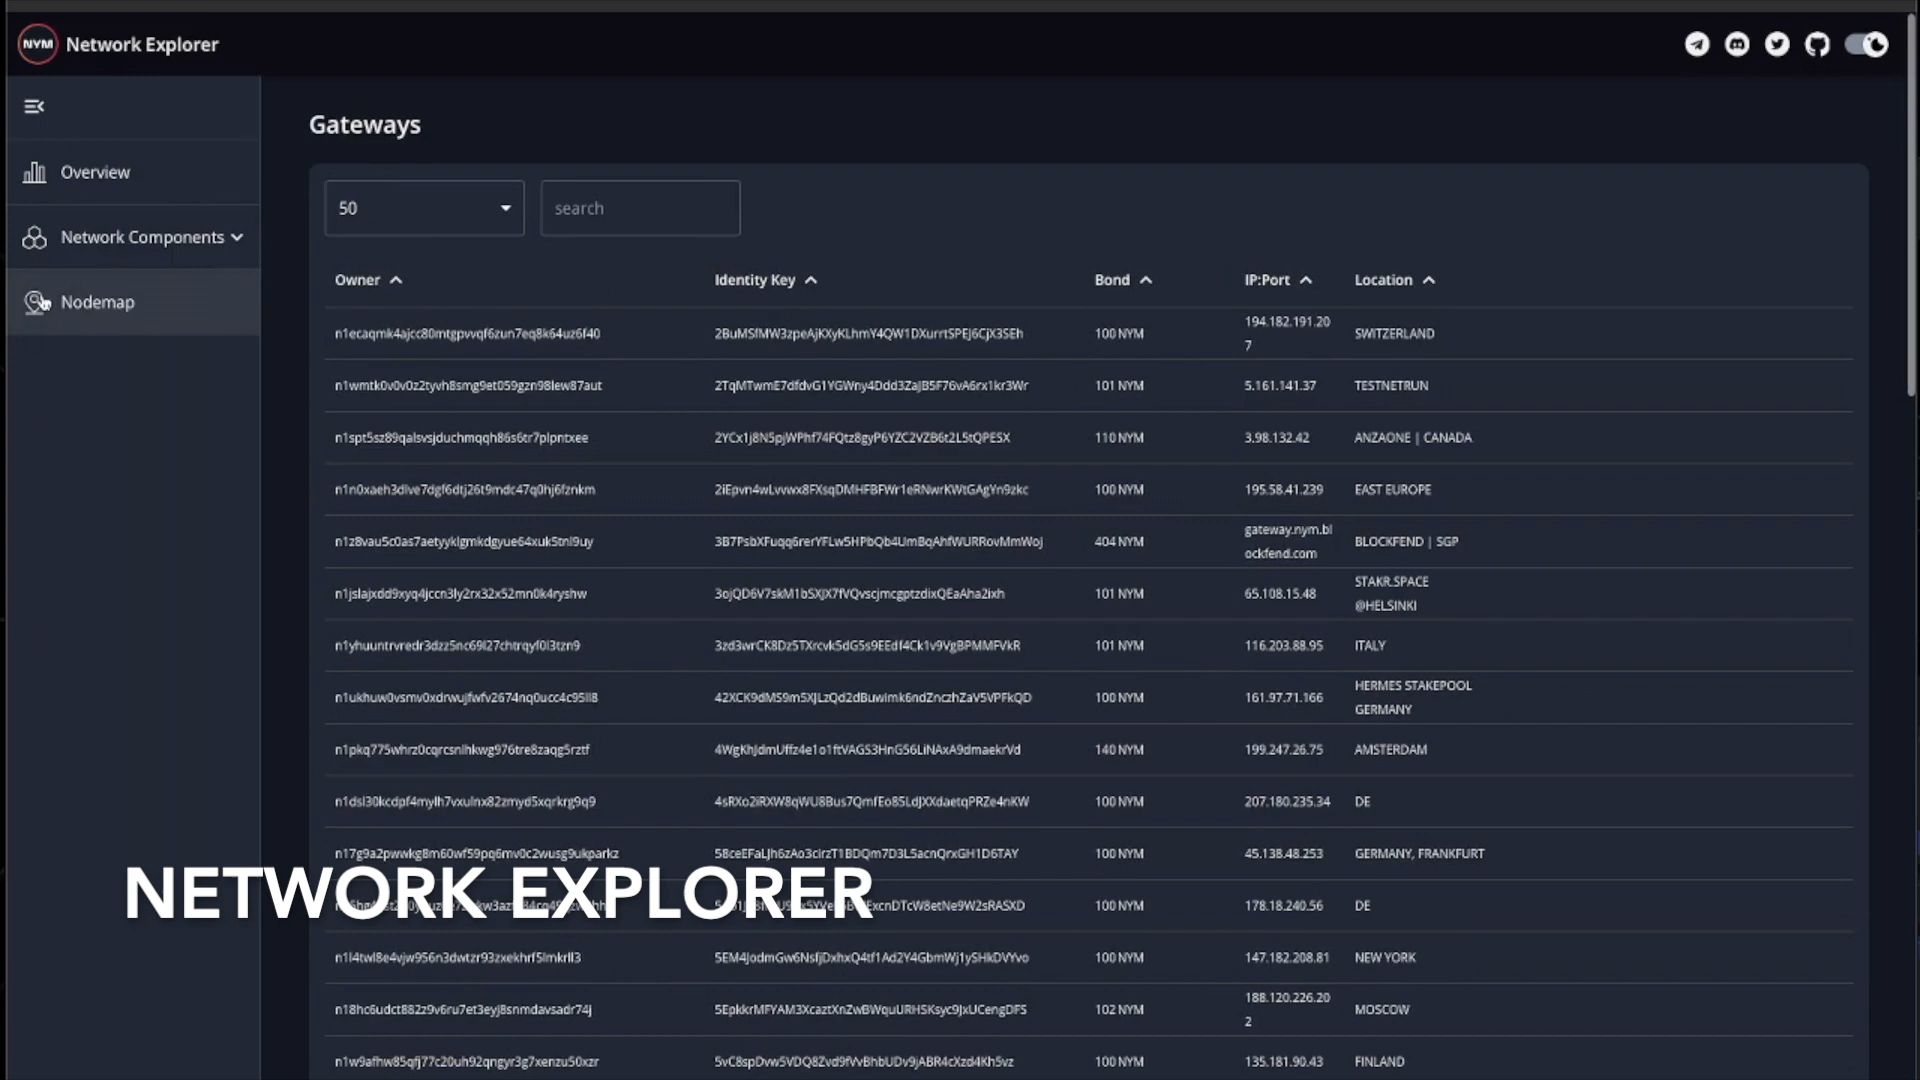 NYM Network Explorer
Overview
Network Components
Nodemap
Gateways
50 search
Owner Identity Key Bond IP:Port Location
n1ecaqmk4ajcc80mtgpvvqf6zun7eq8k64uz6f40 2BuMSfMW3zpeAjKXyKLhmY4QW1DXurrtSPEJ6CjX3SEh 100 NYM 194.182.191.20
7 SWITZERLAND
n1wmtk0v0v0z2tyvh8smg9et059gzn98lew87aut 2TqMTwmE7dfdvG1YGWny4Ddd3ZaJB5F76vA6rx1kr3Wr 101 NYM 5.161.141.37 TESTNETRUN
n1spt5sz89qalsvsjduchmqqh86s6tr7plpntxee 2YCx1j8N5pjWPhf74FQtz8gyP6YZC2VZB6t2L5tQPESX 110 NYM 3.98.132.42 ANZAONE | CANADA
n1n0xaeh3dlve7dgf6dtj26t9mdc47q0hj6fznkm 2iEpvn4wLvvwx8FXsqDMHFBFWr1eRNwrKWtGAgYn9zkc 100 NYM 195.58.41.239 EAST EUROPE
n1z8vau5c0as7aetyyklgmkdgyue64xuk5tnl9uy 3B7PsbXFuqq6rerYFLw5HPbQb4UmBqAhfWURRovMmWoj 404 NYM gateway.nym.bl
ockfend.com BLOCKFEND | SGP
n1jslajxdd9xyq4jccn3ly2rx32x52mn0k4ryshw 3ojQD6V7skM1bSXJX7fVQvscjmcgptzdixQEaAha2ixh 101 NYM 65.108.15.48 STAKR.SPACE
@HELSINKI
n1yhuuntrvredr3dzz5nc69l27chtrqyf0l3tzn9 3zd3wrCK8Dz5TXrcvk5dG5s9EEdf4Ck1v9VgBPMMFVkR 101 NYM 116.203.88.95 ITALY
n1ukhuw0vsmv0xdrwujfwfv2674nq0ucc4c95ll8 42XCK9dMS9m5XJLzQd2dBuwimk6ndZnczhZaV5VPFkQD 100 NYM 161.97.71.166 HERMES STAKEPOOL
GERMANY
n1pkq775whrz0cqrcsnlhkwg976tre8zaqg5rztf 4WgKhJdmUffz4e1o1ftVAGS3HnG56LiNAxA9dmaekrVd 140 NYM 199.247.26.75 AMSTERDAM
n1dsl30kcdpf4mylh7vxulnx82zmyd5xqrkrg9q9 4sRXo2iRXW8qWU8Bus7QmfEo85LdJXXdaetqPRZe4nKW 100 NYM 207.180.235.34 DE
n17g9a2pwwkg8m60wf59pq6mv0c2wusg9ukparkz 58ceEFaLJh6zAo3cirzT1BDQm7D3L5acnQrxGH1D6TAY 100 NYM 45.138.48.253 GERMANY, FRANKFURT
100 NYM 178.18.240.56 DE
NETWORK EXPLORER
n1l4twl8e4vjw956n3dwtzr93zxekhrf5lmkrll3 5EM4JodmGw6NsfjDxhxQ4tf1Ad2Y4GbmWj1ySHkDVYvo 100 NYM 147.182.208.81 NEW YORK
n18hc6udct882z9v6ru7et3eyj8snmdavsadr74j 5EpkkrMFYAM3XcaztXnZwBWquURHSKsyc9JxUCengDFS 102 NYM 188.120.226.20
2 MOSCOW
n1w9afhw85qfj77c20uh92qngyr3g7xenzu50xzr 5vC8spDvw5VDQ8Zvd9fVvBhbUDv9jABR4cXzd4Kh5vz 100 NYM 135.181.90.43 FINLAND